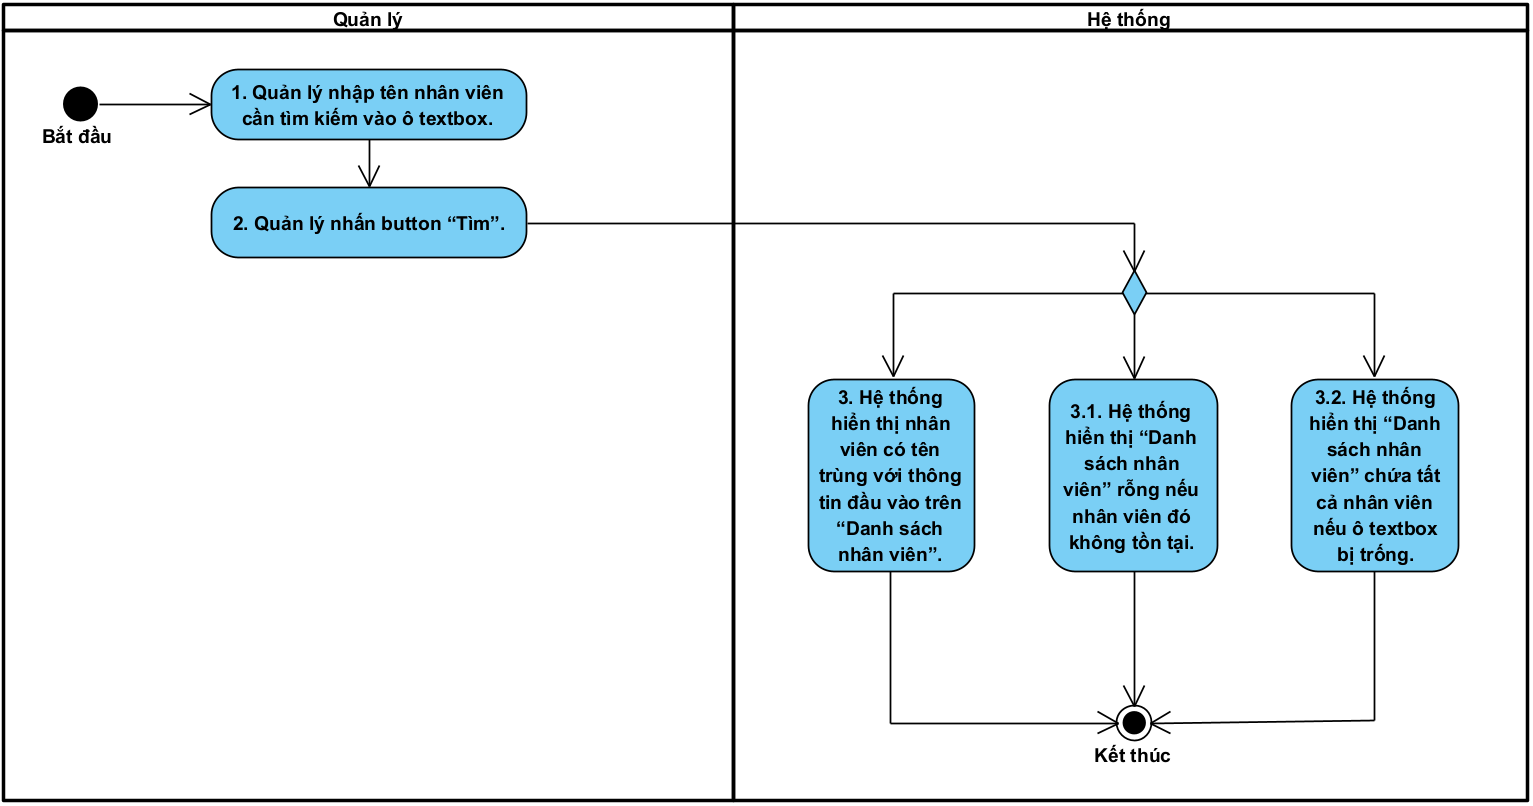 Quản lý
Hệ thống
Bắt đầu
1. Quản lý nhập tên nhân viên
cần tìm kiếm vào ô textbox.
2. Quản lý nhấn button “Tìm”.
3. Hệ thống
hiển thị nhân
viên có tên
trùng với thông
tin đầu vào trên
“Danh sách
nhân viên”.
3.1. Hệ thống
hiển thị “Danh
sách nhân
viên” rỗng nếu
nhân viên đó
không tồn tại.
3.2. Hệ thống
hiển thị “Danh
sách nhân
viên” chứa tất
cả nhân viên
nếu ô textbox
bị trống.
Kết thúc